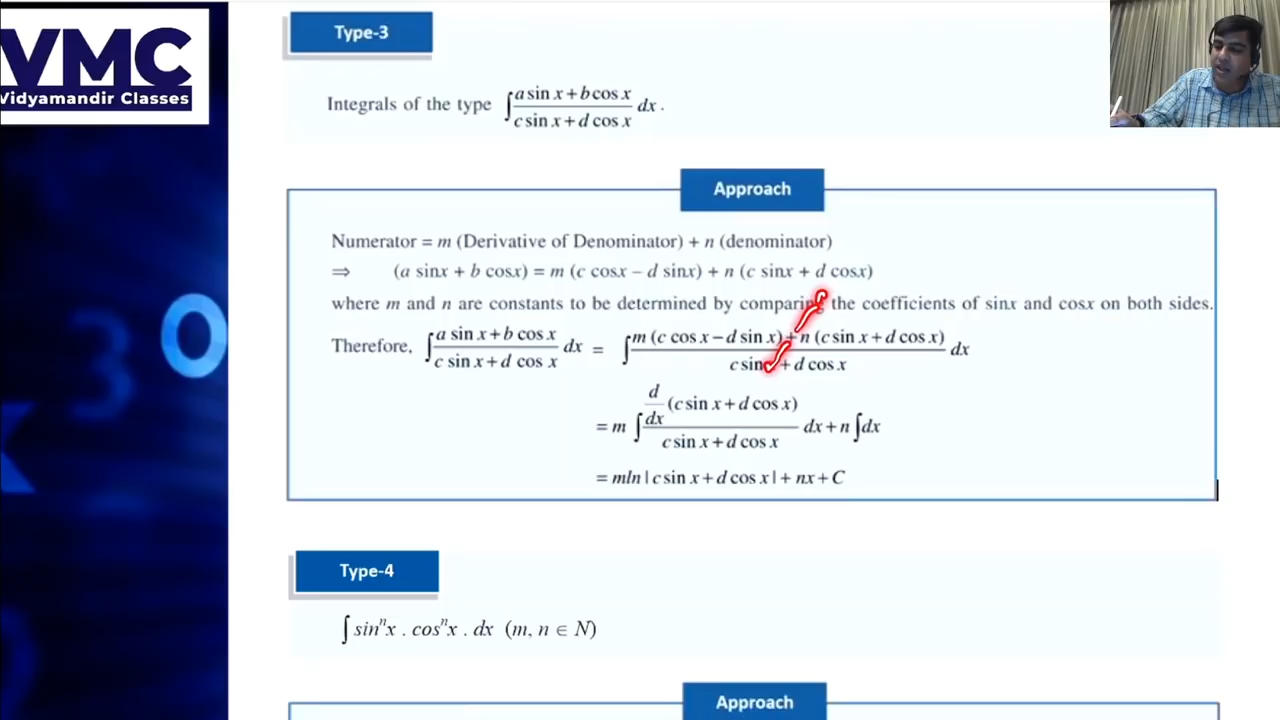 VMC
Vidyamandir Classes
Type-3
Integrals of the type ∫ (a sin x + b cos x)/(c sin x + d cos x) dx .
Approach
Numerator = m (Derivative of Denominator) + n (denominator)
⇒ (a sinx + b cosx) = m (c cosx – d sinx) + n (c sinx + d cosx)
where m and n are constants to be determined by comparing the coefficients of sinx and cosx on both sides.
Therefore, ∫ (a sin x + b cos x)/(c sin x + d cos x) dx = ∫ (m (c cos x – d sin x) + n (c sin x + d cos x))/(c sin x + d cos x) dx
= m ∫ (d/dx (c sin x + d cos x))/(c sin x + d cos x) dx + n ∫dx
= mln | c sin x + d cos x | + nx + C
Type-4
∫ sinⁿx . cosⁿx . dx (m, n ∈ N)
Approach